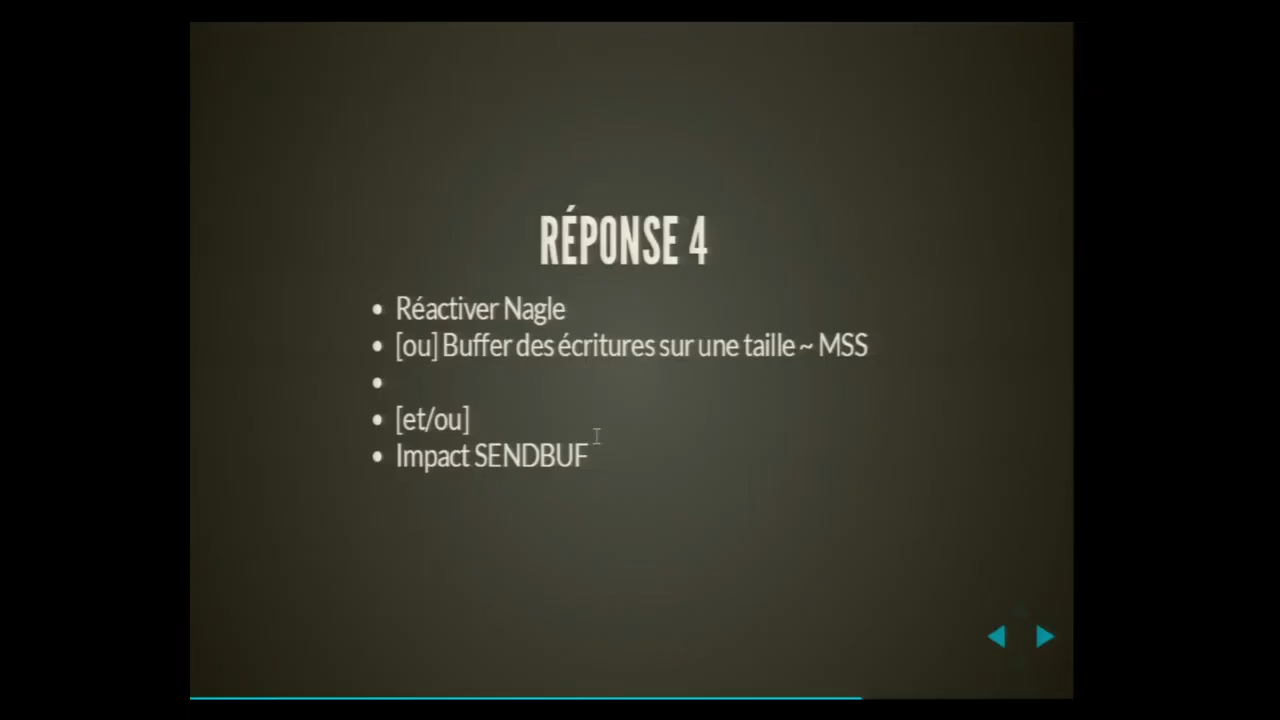 RÉPONSE 4
Réactiver Nagle
[ou] Buffer des écritures sur une taille ~ MSS
[et/ou]
Impact SENDBUF